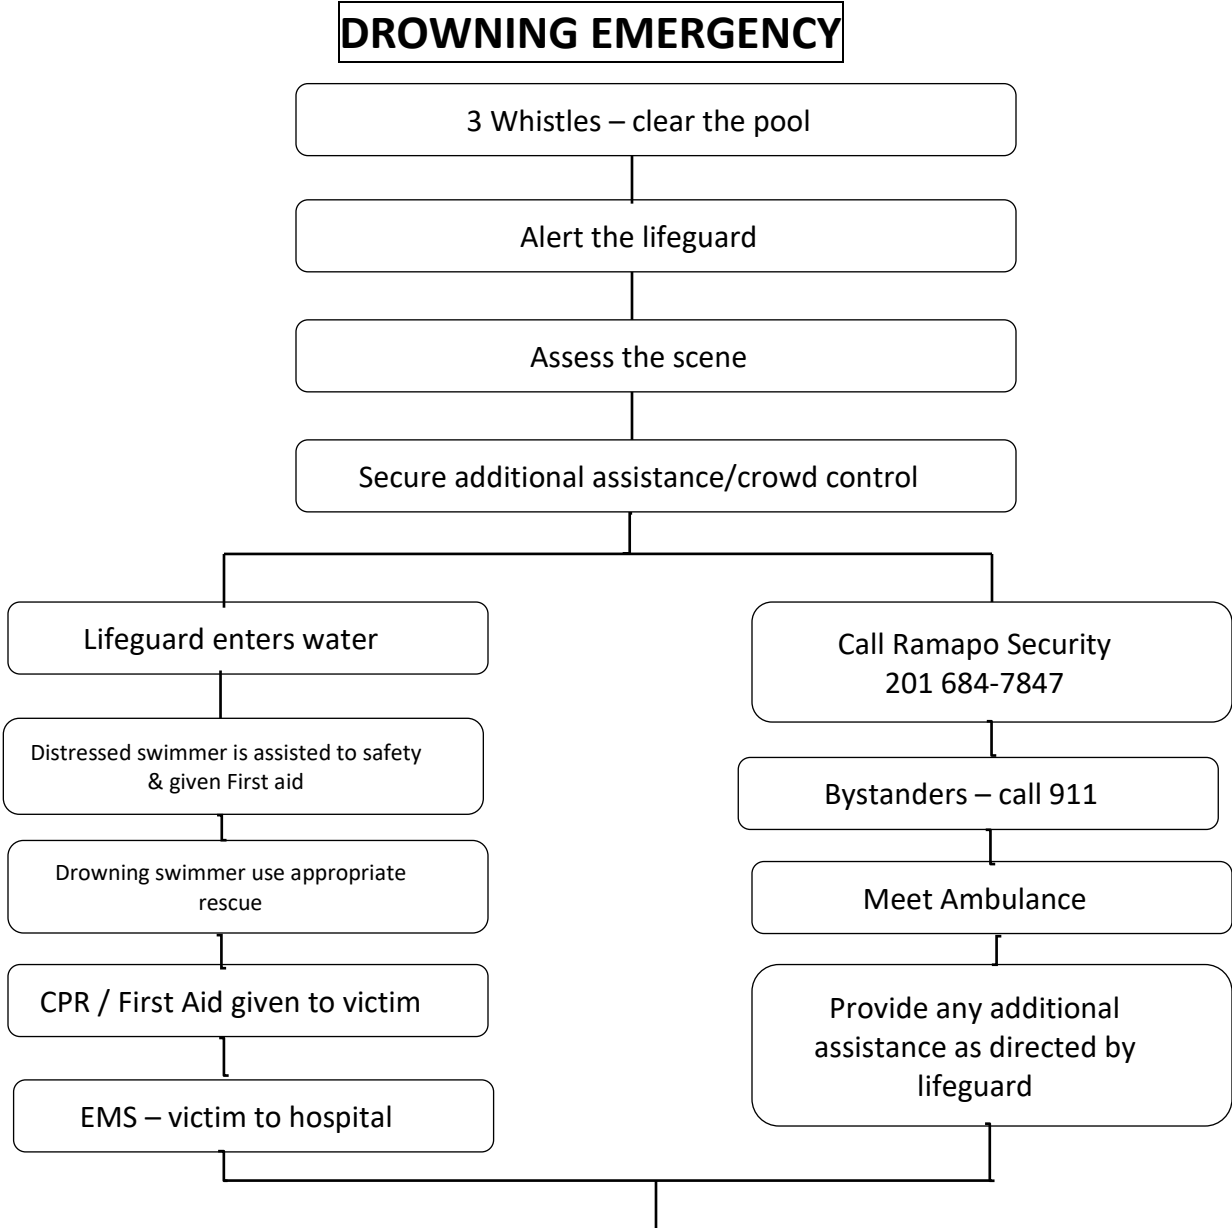 DROWNING EMERGENCY
3 Whistles – clear the pool
Alert the lifeguard
Assess the scene
Secure additional assistance/crowd control
Lifeguard enters water
Distressed swimmer is assisted to safety
& given First aid
Drowning swimmer use appropriate
rescue
CPR / First Aid given to victim
EMS – victim to hospital
Call Ramapo Security
201 684-7847
Bystanders – call 911
Meet Ambulance
Provide any additional
assistance as directed by
lifeguard